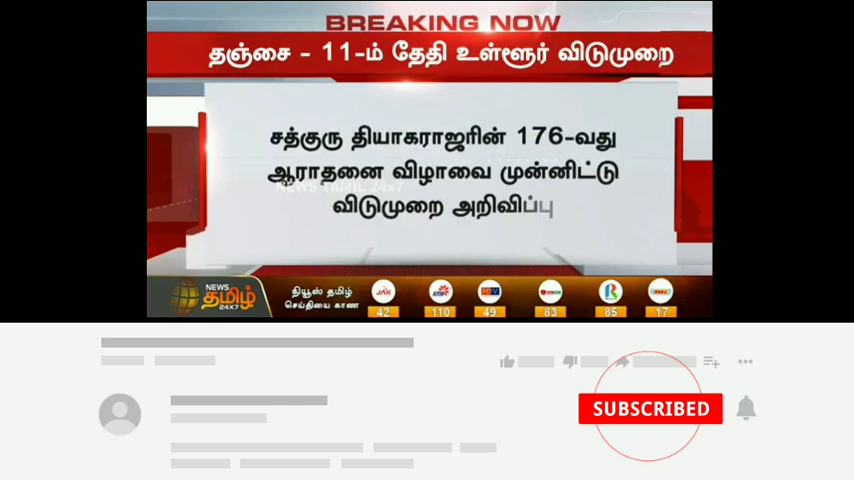 BREAKING NOW
தஞ்சை - 11-ம் தேதி உள்ளூர் விடுமுறை
சத்குரு தியாகராஜரின் 176-வது
ஆராதனை விழாவை முன்னிட்டு
NEWS TAMIL 24x7
விடுமுறை அறிவிப்பு
NEWS
தமிழ்
24X7
நியூஸ் தமிழ்
செய்தியை காண
JAK
42
110
49
83
85
17
SUBSCRIBED